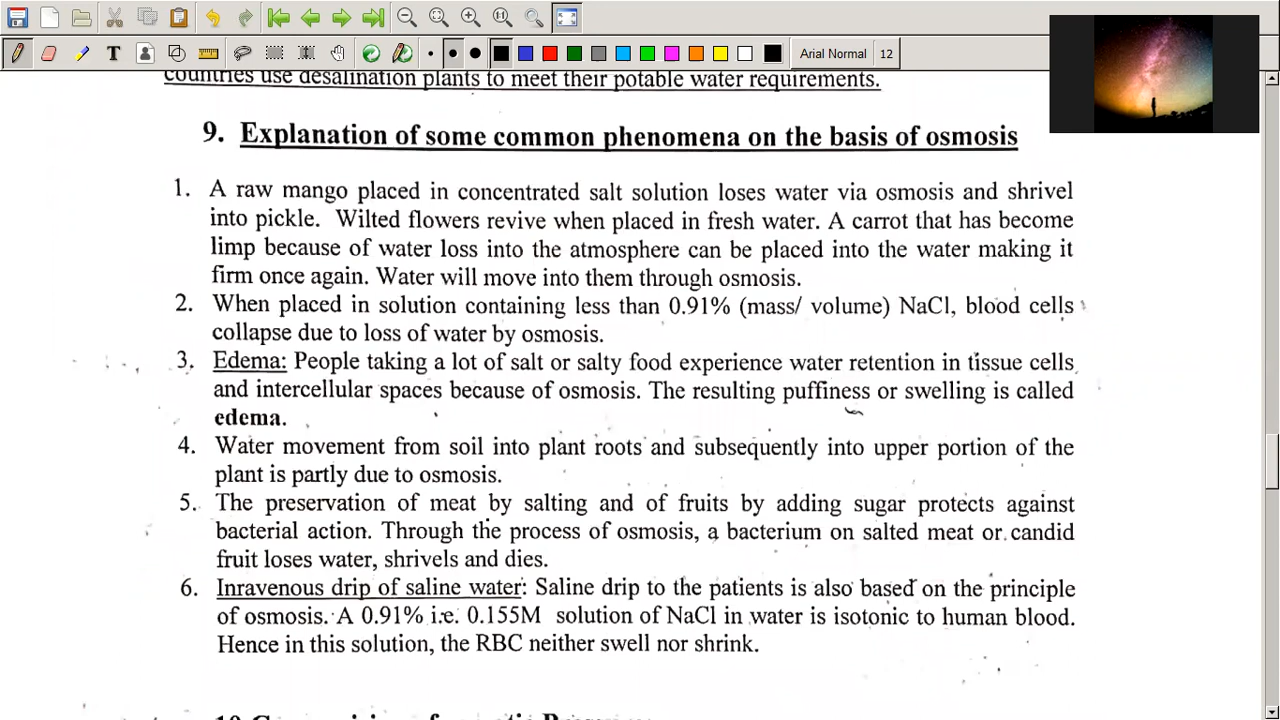 Arial Normal 12
countries use desalination plants to meet their potable water requirements.
9. Explanation of some common phenomena on the basis of osmosis
1. A raw mango placed in concentrated salt solution loses water via osmosis and shrivel
into pickle. Wilted flowers revive when placed in fresh water. A carrot that has become
limp because of water loss into the atmosphere can be placed into the water making it
firm once again. Water will move into them through osmosis.
2. When placed in solution containing less than 0.91% (mass/ volume) NaCl, blood cells
collapse due to loss of water by osmosis.
3. Edema: People taking a lot of salt or salty food experience water retention in tissue cells
and intercellular spaces because of osmosis. The resulting puffiness or swelling is called
edema.
4. Water movement from soil into plant roots and subsequently into upper portion of the
plant is partly due to osmosis.
5. The preservation of meat by salting and of fruits by adding sugar protects against
bacterial action. Through the process of osmosis, a bacterium on salted meat or candid
fruit loses water, shrivels and dies.
6. Inravenous drip of saline water: Saline drip to the patients is also based on the principle
of osmosis. A 0.91% i.e. 0.155M solution of NaCl in water is isotonic to human blood.
Hence in this solution, the RBC neither swell nor shrink.